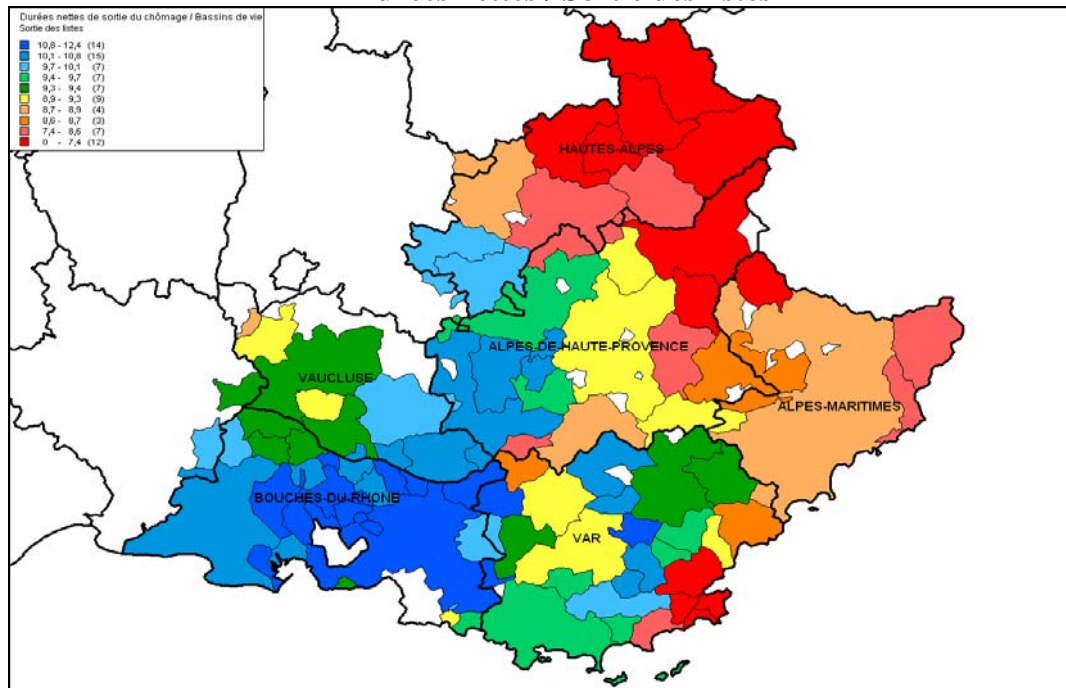 Durées nettes de sortie du chômage / Bassins de vie
Sortie des listes
10,8 - 12,4 (14)
10,1 - 10,8 (15)
9,7 - 10,1 (7)
9,4 - 9,7 (7)
9,3 - 9,4 (7)
8,9 - 9,3 (9)
8,7 - 8,9 (4)
8,6 - 8,7 (3)
7,4 - 8,6 (7)
0 - 7,4 (12)
HAUTES-ALPES
ALPES-DE-HAUTE-PROVENCE
VAUCLUSE
ALPES-MARITIMES
BOUCHES-DU-RHONE
VAR